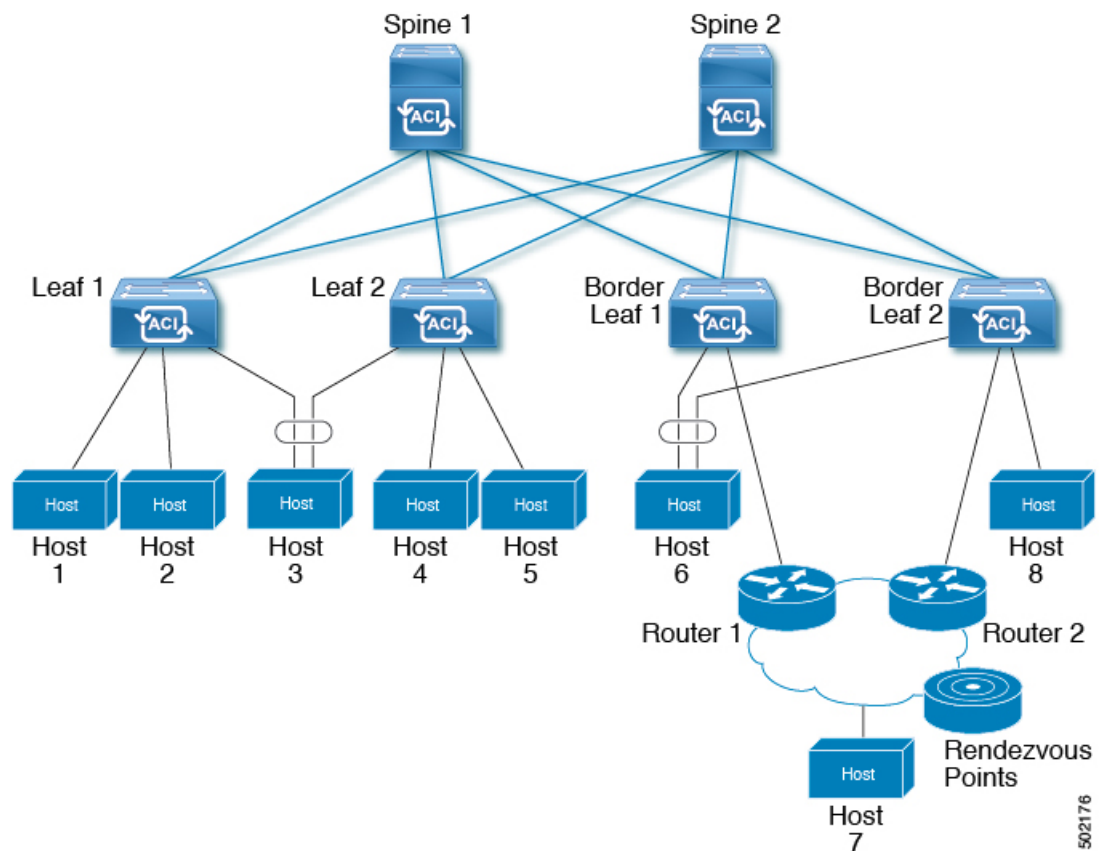 Spine 1
Spine 2
ACI
ACI
Leaf 1
Leaf 2
Border
Leaf 1
Border
Leaf 2
ACI
ACI
ACI
ACI
Host
Host
Host
Host
Host
Host
Host
Host
1
Host
2
Host
3
Host
4
Host
5
Host
6
Host
8
Router 1
Router 2
Rendezvous
Points
Host
Host
7
502176